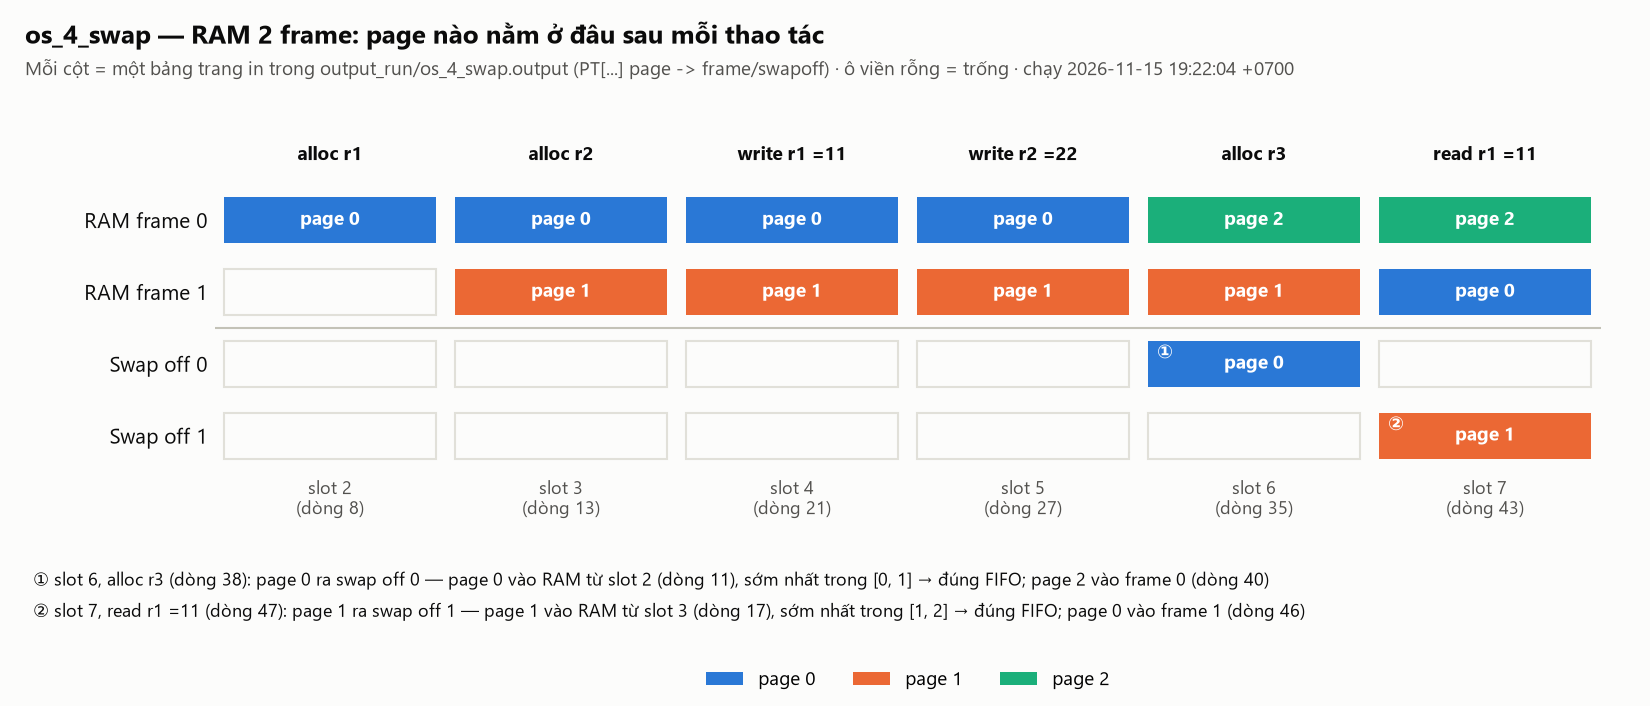 os_4_swap — RAM 2 frame: page nào nằm ở đâu sau mỗi thao tác
Mỗi cột = một bảng trang in trong output_run/os_4_swap.output (PT[...] page -> frame/swapoff) · ô viền rỗng = trống · chạy 2026-11-15 19:22:04 +0700
alloc r1 alloc r2 write r1 =11 write r2 =22 alloc r3 read r1 =11
RAM frame 0 page 0 page 0 page 0 page 0 page 2 page 2
RAM frame 1 page 1 page 1 page 1 page 1 page 0
Swap off 0 ① page 0
Swap off 1 ② page 1
slot 2 slot 3 slot 4 slot 5 slot 6 slot 7
(dòng 8) (dòng 13) (dòng 21) (dòng 27) (dòng 35) (dòng 43)
① slot 6, alloc r3 (dòng 38): page 0 ra swap off 0 — page 0 vào RAM từ slot 2 (dòng 11), sớm nhất trong [0, 1] → đúng FIFO; page 2 vào frame 0 (dòng 40)
② slot 7, read r1 =11 (dòng 47): page 1 ra swap off 1 — page 1 vào RAM từ slot 3 (dòng 17), sớm nhất trong [1, 2] → đúng FIFO; page 0 vào frame 1 (dòng 46)
page 0 page 1 page 2